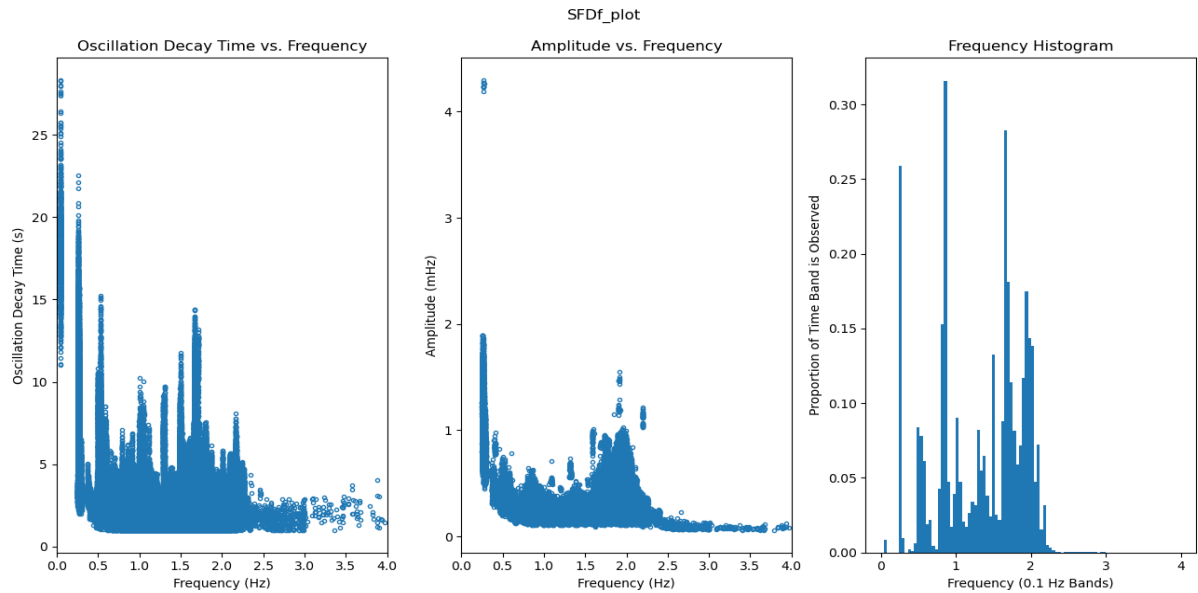 SFDf_plot
Oscillation Decay Time vs. Frequency
Amplitude vs. Frequency
Frequency Histogram
Oscillation Decay Time (s)
25
20
15
10
5
0
0.0 0.5 1.0 1.5 2.0 2.5 3.0 3.5 4.0
Frequency (Hz)
Amplitude (mHz)
4
3
2
1
0
0.0 0.5 1.0 1.5 2.0 2.5 3.0 3.5 4.0
Frequency (Hz)
Proportion of Time Band is Observed
0.30
0.25
0.20
0.15
0.10
0.05
0.00
0 1 2 3 4
Frequency (0.1 Hz Bands)